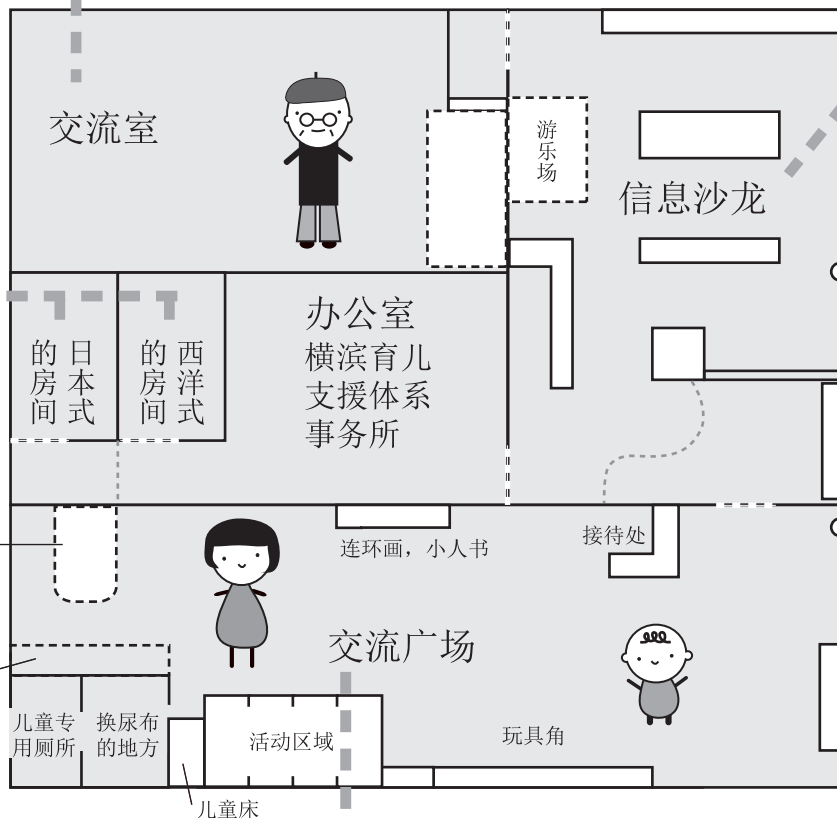 交流室
游乐场
信息沙龙
办公室
横滨育儿
支援体系
事务所
日本式
的房间
西洋式
的房间
连环画，小人书
接待处
交流广场
儿童专
用厕所
换尿布
的地方
活动区域
玩具角
儿童床